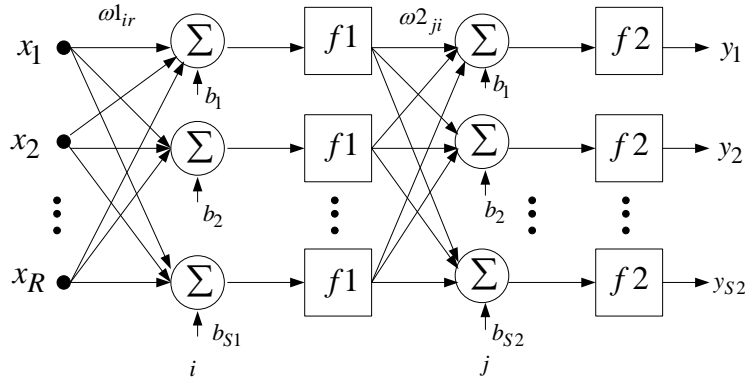 ω1ir ω2ji
x1 Σ f1 Σ f2 y1
b1 b1
x2 Σ f1 Σ f2 y2
b2 b2
xR Σ f1 Σ f2 yS2
bS1 bS2
i j